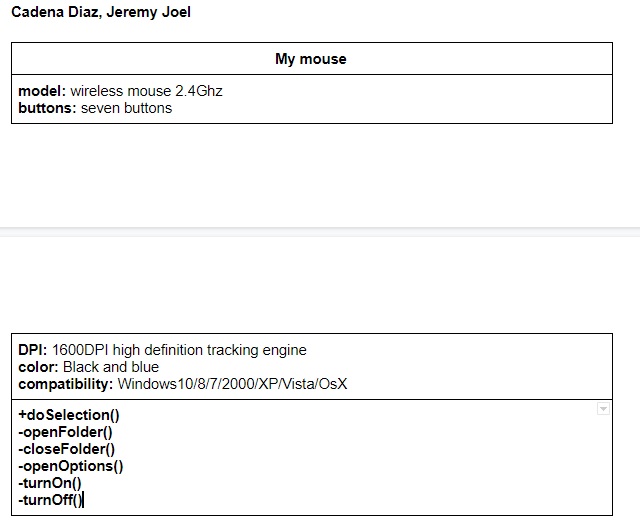 Cadena Diaz, Jeremy Joel
My mouse
model: wireless mouse 2.4Ghz
buttons: seven buttons
DPI: 1600DPI high definition tracking engine
color: Black and blue
compatibility: Windows10/8/7/2000/XP/Vista/OsX
+doSelection()
-openFolder()
-closeFolder()
-openOptions()
-turnOn()
-turnOff()